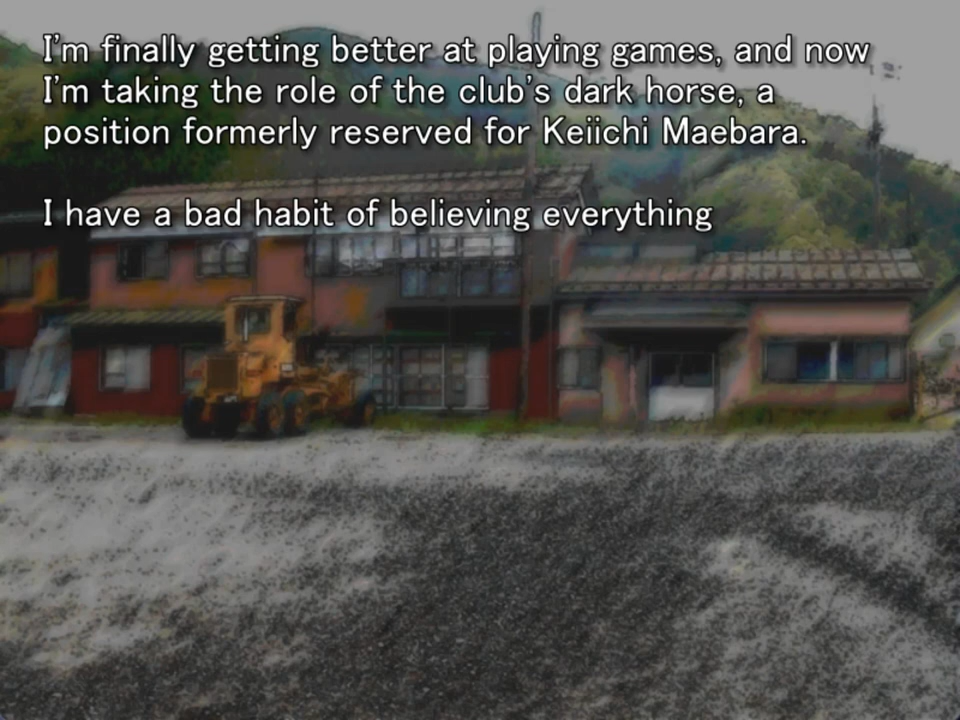 I'm finally getting better at playing games, and now
I'm taking the role of the club's dark horse, a
position formerly reserved for Keiichi Maebara.
I have a bad habit of believing everything